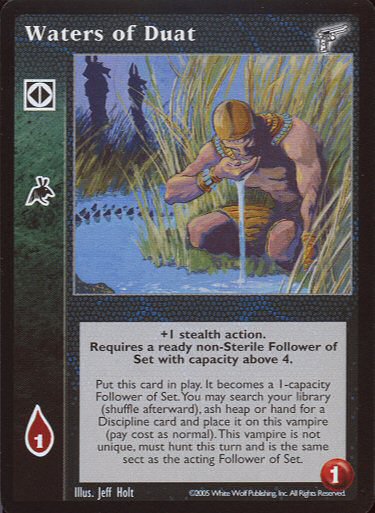 Waters of Duat
+1 stealth action.
Requires a ready non-Sterile Follower of
Set with capacity above 4.
Put this card in play. It becomes a 1-capacity
Follower of Set. You may search your library
(shuffle afterward), ash heap or hand for a
Discipline card and place it on this vampire
(pay cost as normal). This vampire is not
unique, must hunt this turn and is the same
sect as the acting Follower of Set.
1
1
Illus. Jeff Holt
©2005 White Wolf Publishing, Inc. All Rights Reserved.